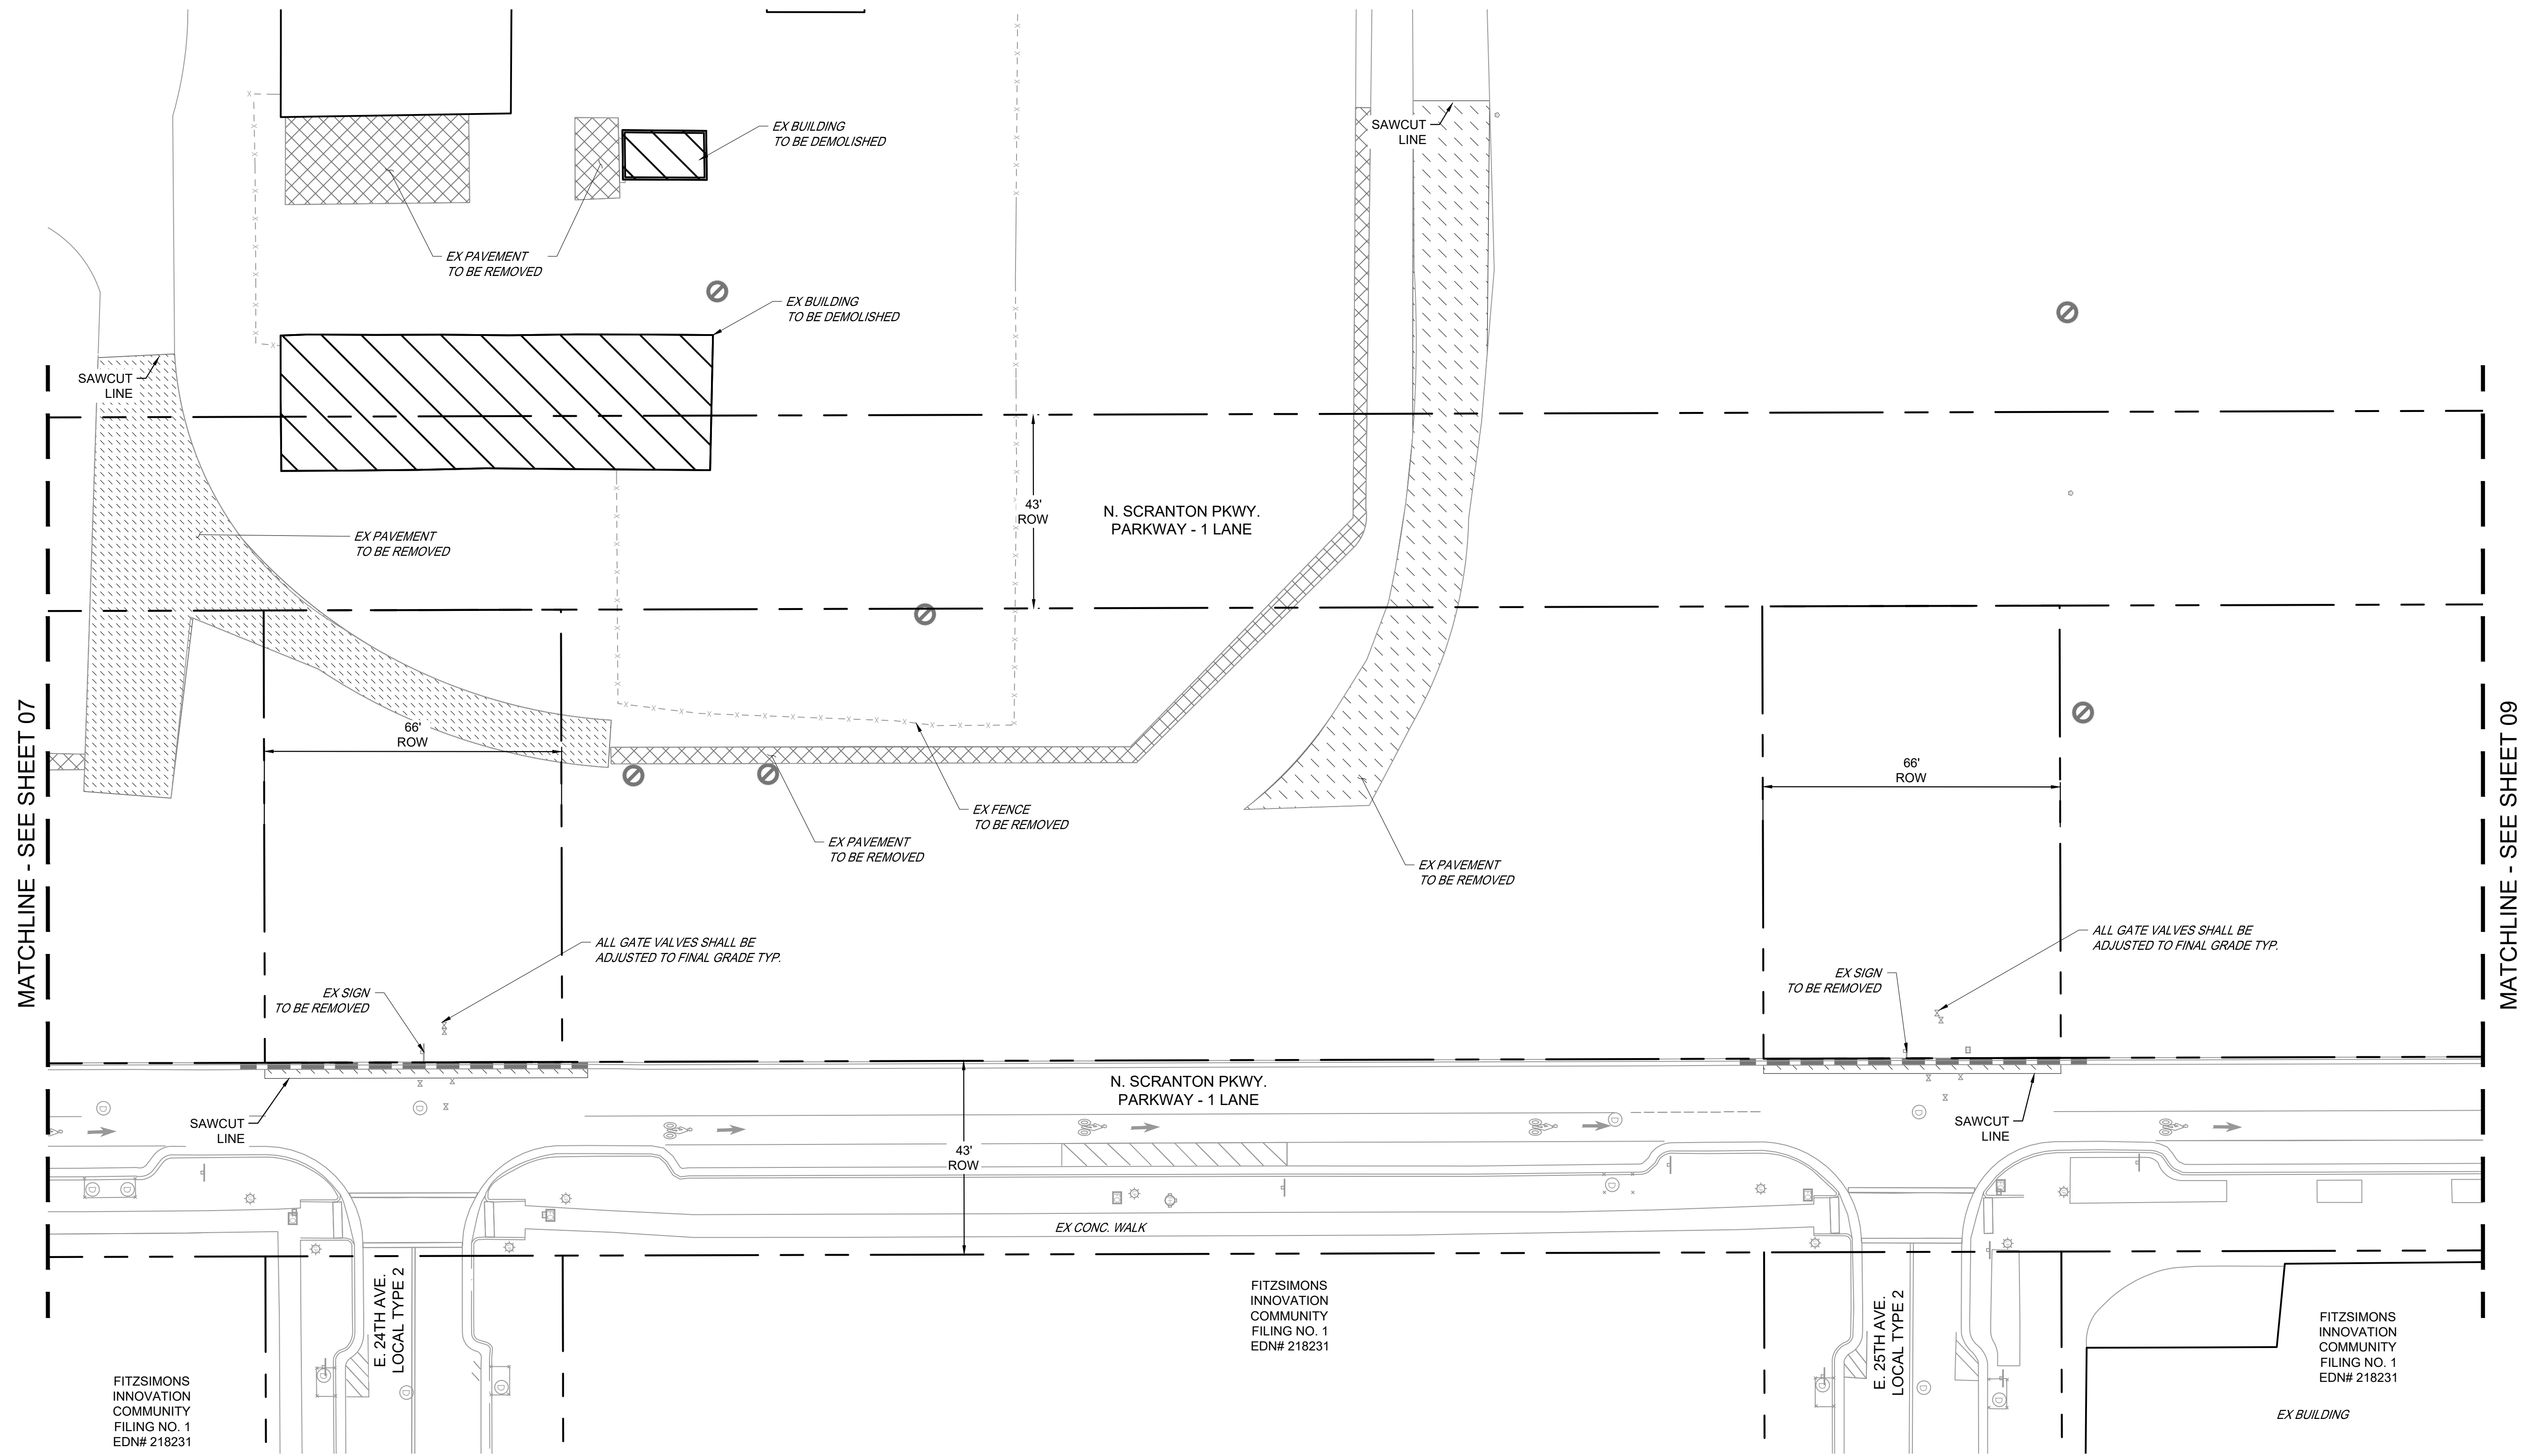 EX BUILDING
TO BE DEMOLISHED
SAWCUT
LINE
EX PAVEMENT
TO BE REMOVED
EX BUILDING
TO BE DEMOLISHED
SAWCUT
LINE
43'
ROW
N. SCRANTON PKWY.
PARKWAY - 1 LANE
EX PAVEMENT
TO BE REMOVED
66'
ROW
66'
ROW
EX FENCE
TO BE REMOVED
EX PAVEMENT
TO BE REMOVED
EX PAVEMENT
TO BE REMOVED
MATCHLINE - SEE SHEET 07
MATCHLINE - SEE SHEET 09
ALL GATE VALVES SHALL BE
ADJUSTED TO FINAL GRADE TYP.
ALL GATE VALVES SHALL BE
ADJUSTED TO FINAL GRADE TYP.
EX SIGN
TO BE REMOVED
EX SIGN
TO BE REMOVED
N. SCRANTON PKWY.
PARKWAY - 1 LANE
SAWCUT
LINE
SAWCUT
LINE
43'
ROW
EX CONC. WALK
E. 24TH AVE.
LOCAL TYPE 2
FITZSIMONS
INNOVATION
COMMUNITY
FILING NO. 1
EDN# 218231
E. 25TH AVE.
LOCAL TYPE 2
FITZSIMONS
INNOVATION
COMMUNITY
FILING NO. 1
EDN# 218231
FITZSIMONS
INNOVATION
COMMUNITY
FILING NO. 1
EDN# 218231
EX BUILDING